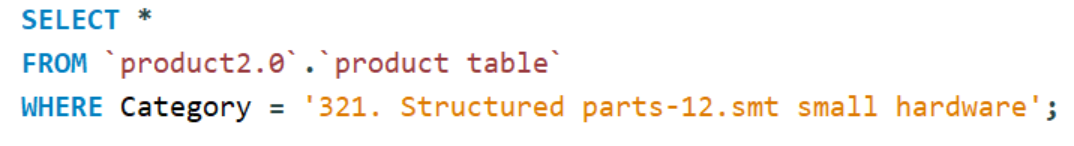 SELECT *
FROM `product2.0`.`product table`
WHERE Category = '321. Structured parts-12.smt small hardware';